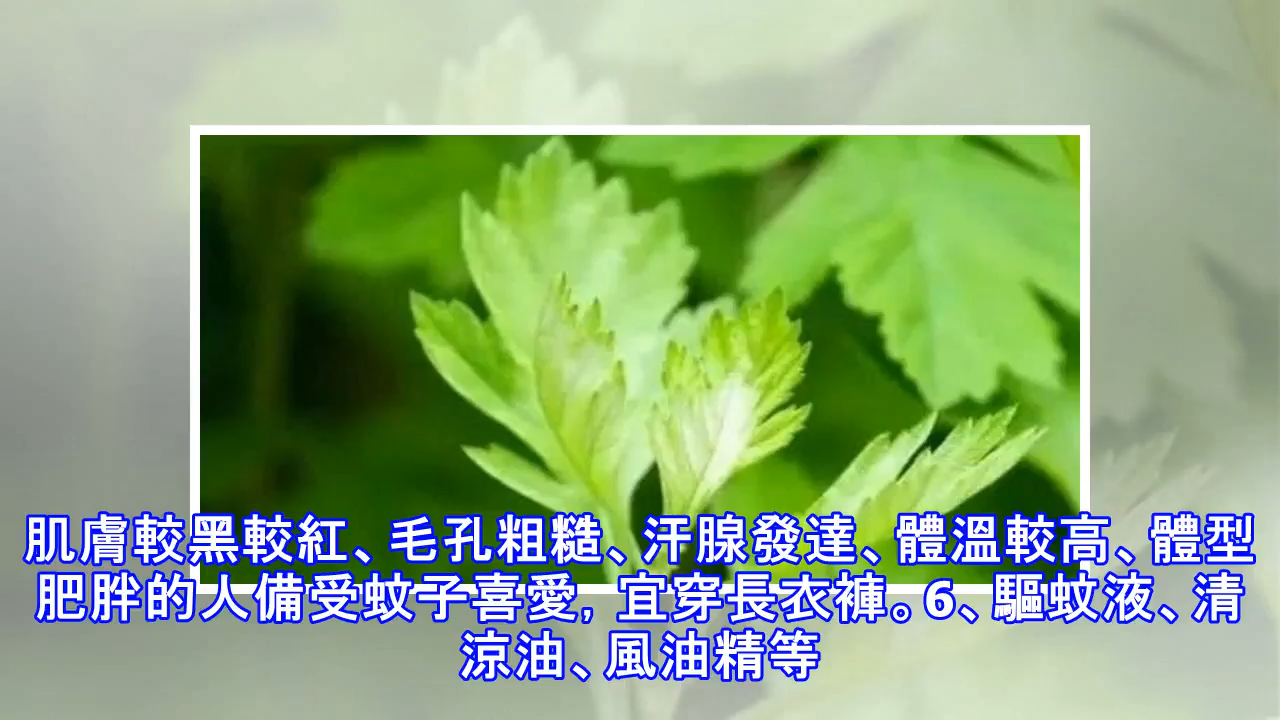 肌膚較黑較紅、毛孔粗糙、汗腺發達、體溫較高、體型
肥胖的人備受蚊子喜愛, 宜穿長衣褲。6、驅蚊液、清
涼油、風油精等